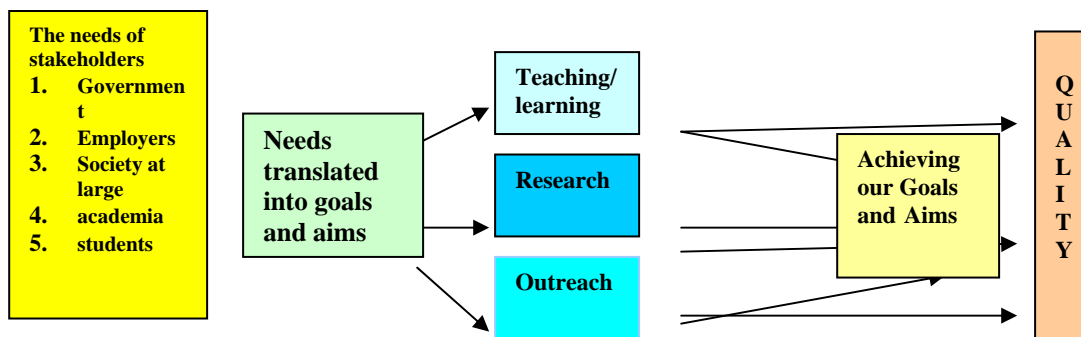 The needs of
stakeholders
1. Governmen
t
2. Employers
3. Society at
large
4. academia
5. students
Needs
translated
into goals
and aims
Teaching/
learning
Research
Outreach
Achieving
our Goals
and Aims
Q
U
A
L
I
T
Y